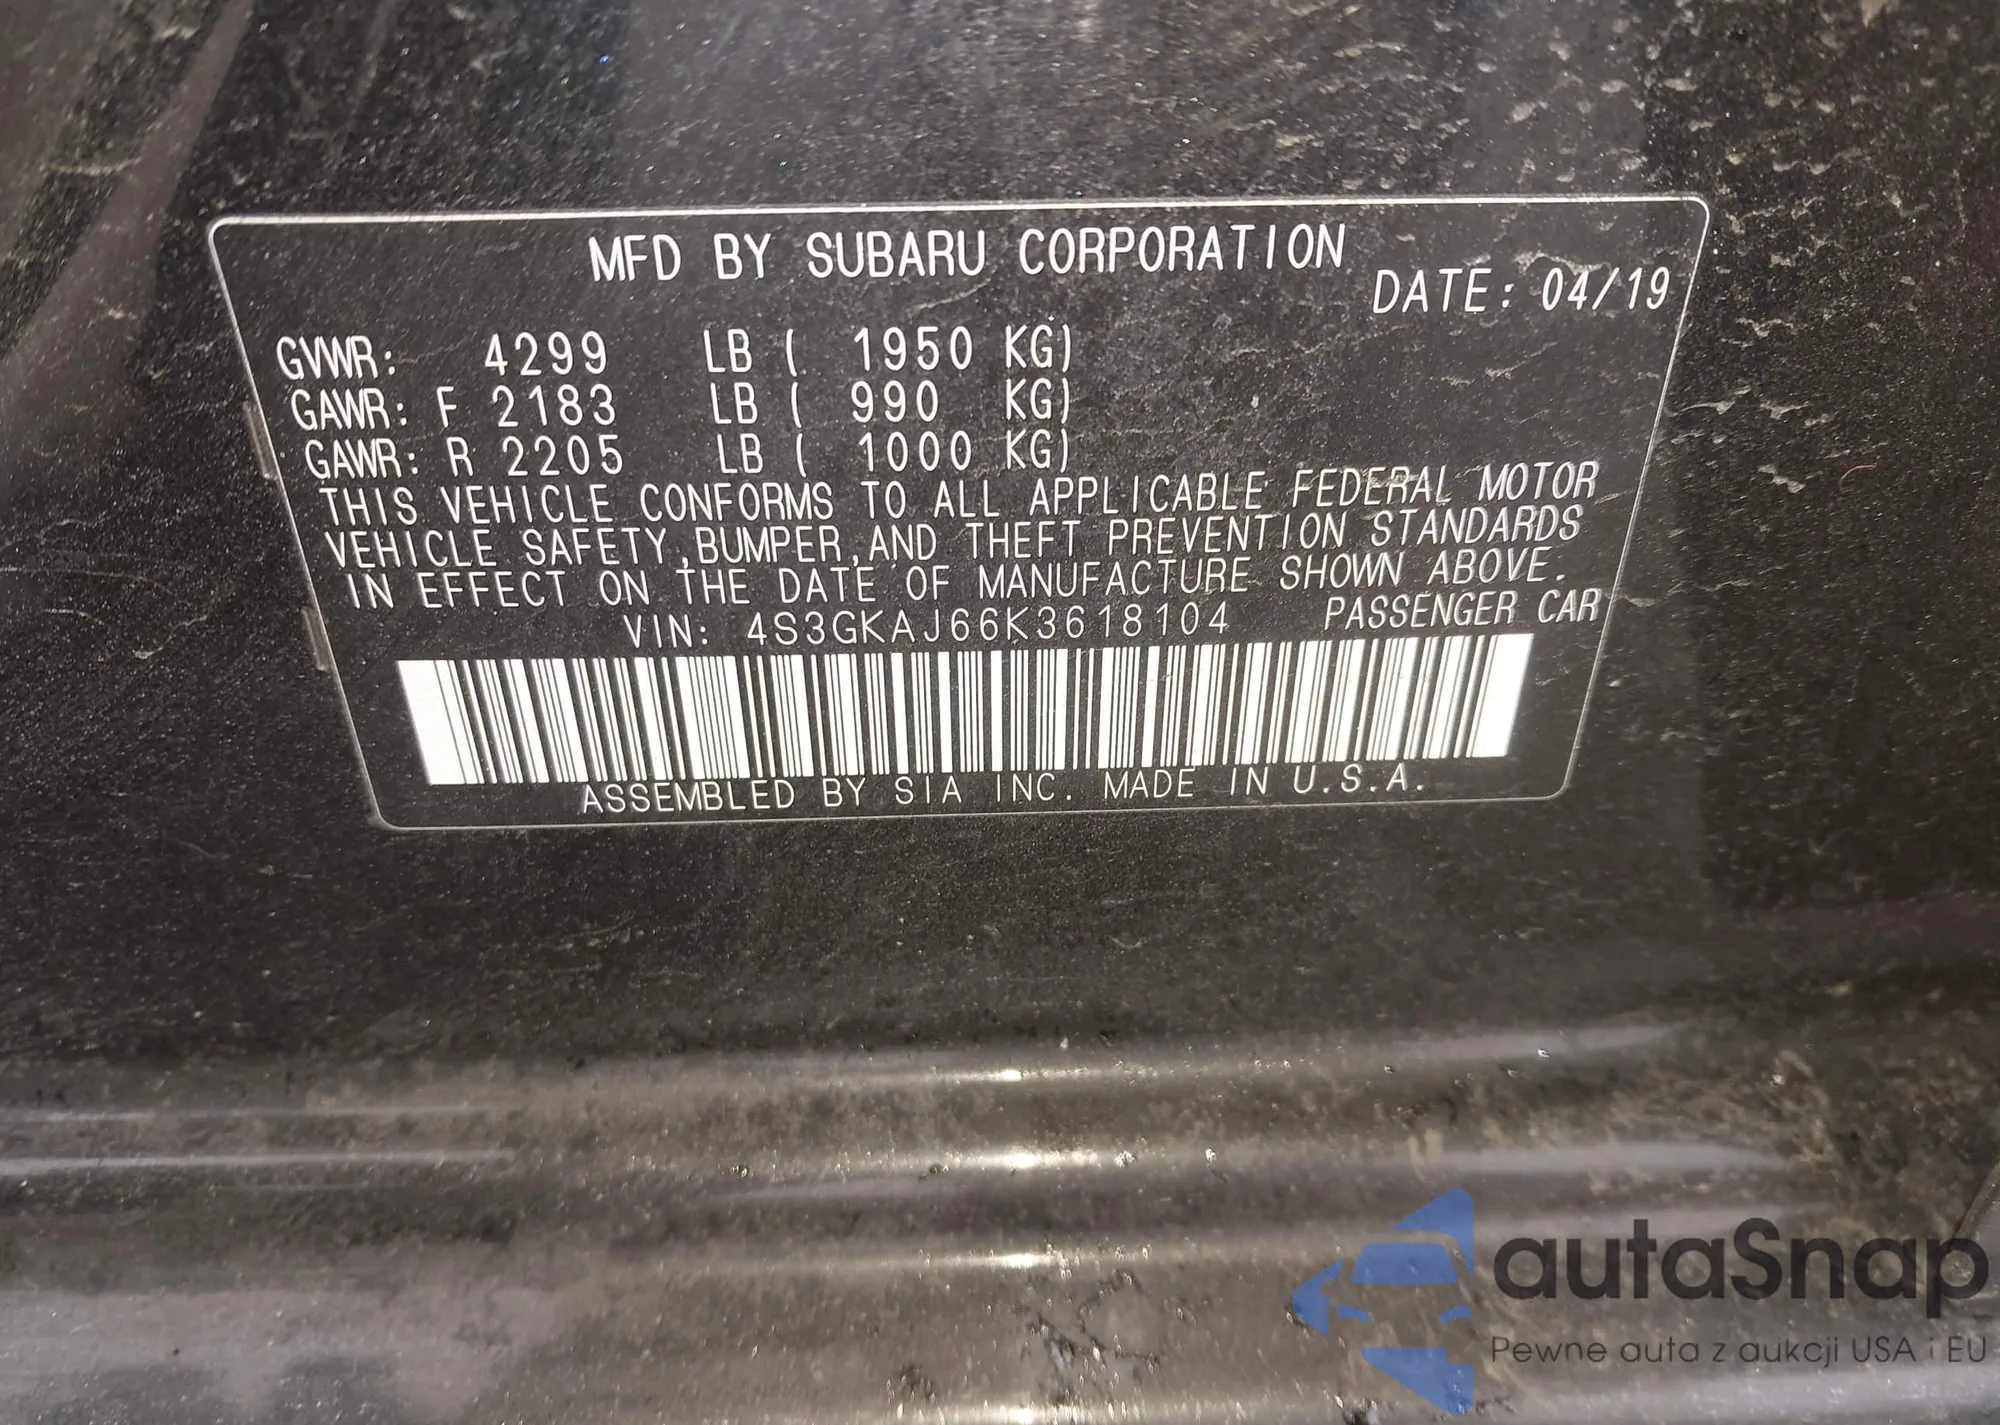 MFD BY SUBARU CORPORATION
DATE: 04/19
GVWR: 4299 LB ( 1950 KG)
GAWR: F 2183 LB ( 990 KG)
GAWR: R 2205 LB ( 1000 KG)
THIS VEHICLE CONFORMS TO ALL APPLICABLE FEDERAL MOTOR
VEHICLE SAFETY,BUMPER,AND THEFT PREVENTION STANDARDS
IN EFFECT ON THE DATE OF MANUFACTURE SHOWN ABOVE.
VIN: 4S3GKAJ66K3618104 PASSENGER CAR
ASSEMBLED BY SIA INC. MADE IN U.S.A.
autaSnap
Pewne auta z aukcji USA i EU